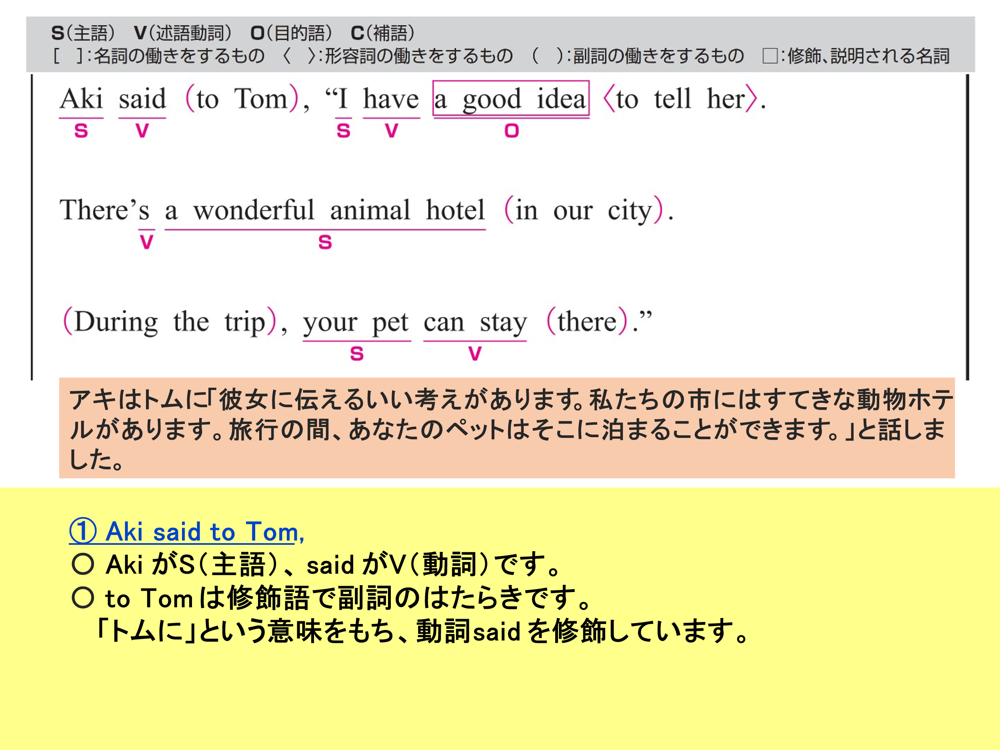 S（主語） V（述語動詞） O（目的語） C（補語）
[ ]：名詞の働きをするもの 〈 〉：形容詞の働きをするもの （ ）：副詞の働きをするもの □：修飾、説明される名詞
Aki said (to Tom), “I have a good idea 〈to tell her〉.
S V S V O
There’s a wonderful animal hotel (in our city).
V S
(During the trip), your pet can stay (there).”
S V
アキはトムに「彼女に伝えるいい考えがあります。私たちの市にはすてきな動物ホテ
ルがあります。旅行の間、あなたのペットはそこに泊まることができます。」と話しま
した。
① Aki said to Tom,
○ Aki がS（主語）、said がV（動詞）です。
○ to Tom は修飾語で副詞のはたらきです。
「トムに」という意味をもち、動詞said を修飾しています。